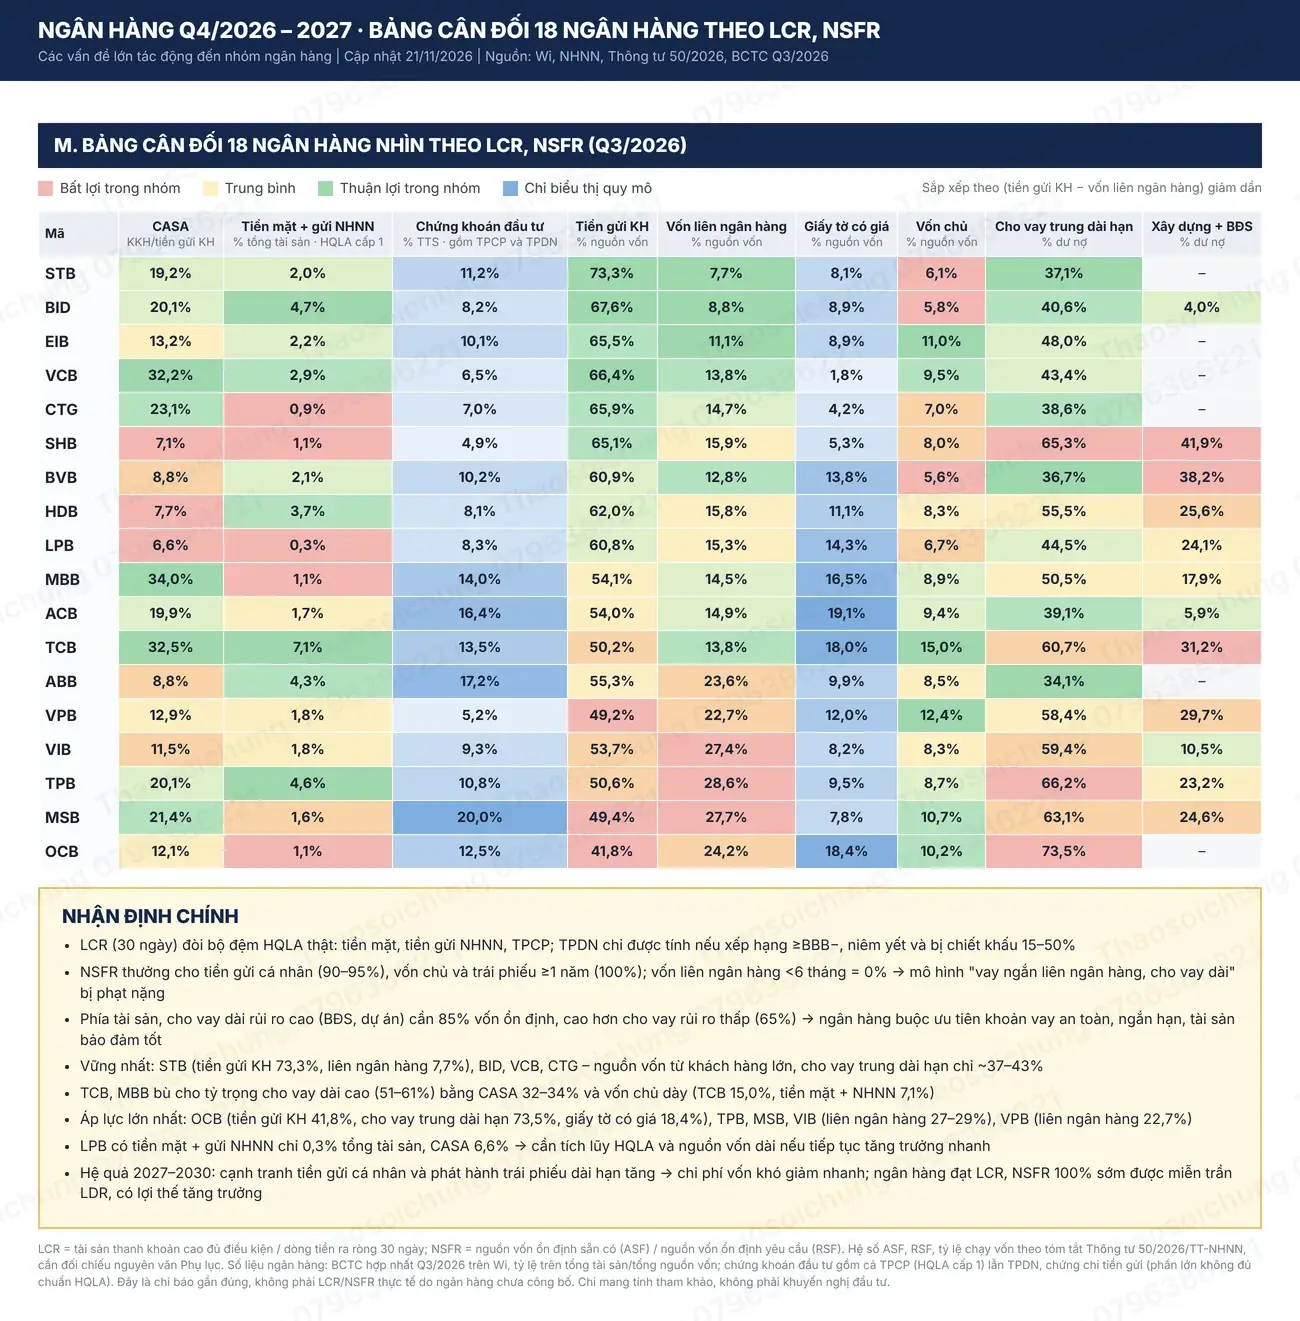 NGÂN HÀNG Q4/2026 – 2027 · BẢNG CÂN ĐỐI 18 NGÂN HÀNG THEO LCR, NSFR
Các vấn đề lớn tác động đến nhóm ngân hàng | Cập nhật 21/11/2026 | Nguồn: Wi, NHNN, Thông tư 50/2026, BCTC Q3/2026
M. BẢNG CÂN ĐỐI 18 NGÂN HÀNG NHÌN THEO LCR, NSFR (Q3/2026)
Bất lợi trong nhóm Trung bình Thuận lợi trong nhóm Chỉ biểu thị quy mô Sắp xếp theo (tiền gửi KH − vốn liên ngân hàng) giảm dần
Mã CASA Tiền mặt + gửi NHNN Chứng khoán đầu tư Tiền gửi KH Vốn liên ngân hàng Giấy tờ có giá Vốn chủ Cho vay trung dài hạn Xây dựng + BĐS
KKH/tiền gửi KH % tổng tài sản · HQLA cấp 1 % TTS · gồm TPCP và TPDN % nguồn vốn % nguồn vốn % nguồn vốn % nguồn vốn % dư nợ % dư nợ
STB 19,2% 2,0% 11,2% 73,3% 7,7% 8,1% 6,1% 37,1% –
BID 20,1% 4,7% 8,2% 67,6% 8,8% 8,9% 5,8% 40,6% 4,0%
EIB 13,2% 2,2% 10,1% 65,5% 11,1% 8,9% 11,0% 48,0% –
VCB 32,2% 2,9% 6,5% 66,4% 13,8% 1,8% 9,5% 43,4% –
CTG 23,1% 0,9% 7,0% 65,9% 14,7% 4,2% 7,0% 38,6% –
SHB 7,1% 1,1% 4,9% 65,1% 15,9% 5,3% 8,0% 65,3% 41,9%
BVB 8,8% 2,1% 10,2% 60,9% 12,8% 13,8% 5,6% 36,7% 38,2%
HDB 7,7% 3,7% 8,1% 62,0% 15,8% 11,1% 8,3% 55,5% 25,6%
LPB 6,6% 0,3% 8,3% 60,8% 15,3% 14,3% 6,7% 44,5% 24,1%
MBB 34,0% 1,1% 14,0% 54,1% 14,5% 16,5% 8,9% 50,5% 17,9%
ACB 19,9% 1,7% 16,4% 54,0% 14,9% 19,1% 9,4% 39,1% 5,9%
TCB 32,5% 7,1% 13,5% 50,2% 13,8% 18,0% 15,0% 60,7% 31,2%
ABB 8,8% 4,3% 17,2% 55,3% 23,6% 9,9% 8,5% 34,1% –
VPB 12,9% 1,8% 5,2% 49,2% 22,7% 12,0% 12,4% 58,4% 29,7%
VIB 11,5% 1,8% 9,3% 53,7% 27,4% 8,2% 8,3% 59,4% 10,5%
TPB 20,1% 4,6% 10,8% 50,6% 28,6% 9,5% 8,7% 66,2% 23,2%
MSB 21,4% 1,6% 20,0% 49,4% 27,7% 7,8% 10,7% 63,1% 24,6%
OCB 12,1% 1,1% 12,5% 41,8% 24,2% 18,4% 10,2% 73,5% –
NHẬN ĐỊNH CHÍNH
• LCR (30 ngày) đòi bộ đệm HQLA thật: tiền mặt, tiền gửi NHNN, TPCP; TPDN chỉ được tính nếu xếp hạng ≥BBB−, niêm yết và bị chiết khấu 15–50%
• NSFR thưởng cho tiền gửi cá nhân (90–95%), vốn chủ và trái phiếu ≥1 năm (100%); vốn liên ngân hàng <6 tháng = 0% → mô hình "vay ngắn liên ngân hàng, cho vay dài"
bị phạt nặng
• Phía tài sản, cho vay dài rủi ro cao (BĐS, dự án) cần 85% vốn ổn định, cao hơn cho vay rủi ro thấp (65%) → ngân hàng buộc ưu tiên khoản vay an toàn, ngắn hạn, tài sản
bảo đảm tốt
• Vững nhất: STB (tiền gửi KH 73,3%, liên ngân hàng 7,7%), BID, VCB, CTG – nguồn vốn từ khách hàng lớn, cho vay trung dài hạn chỉ ~37–43%
• TCB, MBB bù cho tỷ trọng cho vay dài cao (51–61%) bằng CASA 32–34% và vốn chủ dày (TCB 15,0%, tiền mặt + NHNN 7,1%)
• Áp lực lớn nhất: OCB (tiền gửi KH 41,8%, cho vay trung dài hạn 73,5%, giấy tờ có giá 18,4%), TPB, MSB, VIB (liên ngân hàng 27–29%), VPB (liên ngân hàng 22,7%)
• LPB có tiền mặt + gửi NHNN chỉ 0,3% tổng tài sản, CASA 6,6% → cần tích lũy HQLA và nguồn vốn dài nếu tiếp tục tăng trưởng nhanh
• Hệ quả 2027–2030: cạnh tranh tiền gửi cá nhân và phát hành trái phiếu dài hạn tăng → chi phí vốn khó giảm nhanh; ngân hàng đạt LCR, NSFR 100% sớm được miễn trần
LDR, có lợi thế tăng trưởng
LCR = tài sản thanh khoản cao đủ điều kiện / dòng tiền ra ròng 30 ngày; NSFR = nguồn vốn ổn định sẵn có (ASF) / nguồn vốn ổn định yêu cầu (RSF). Hệ số ASF, RSF, tỷ lệ chạy vốn theo tóm tắt Thông tư 50/2026/TT-NHNN,
cần đối chiếu nguyên văn Phụ lục. Số liệu ngân hàng: BCTC hợp nhất Q3/2026 trên Wi, tỷ lệ trên tổng tài sản/tổng nguồn vốn; chứng khoán đầu tư gồm cả TPCP (HQLA cấp 1) lẫn TPDN, chứng chỉ tiền gửi (phần lớn không đủ
chuẩn HQLA). Đây là chỉ báo gần đúng, không phải LCR/NSFR thực tế do ngân hàng chưa công bố. Chỉ mang tính tham khảo, không phải khuyến nghị đầu tư.
Thaosoichung 0796386221